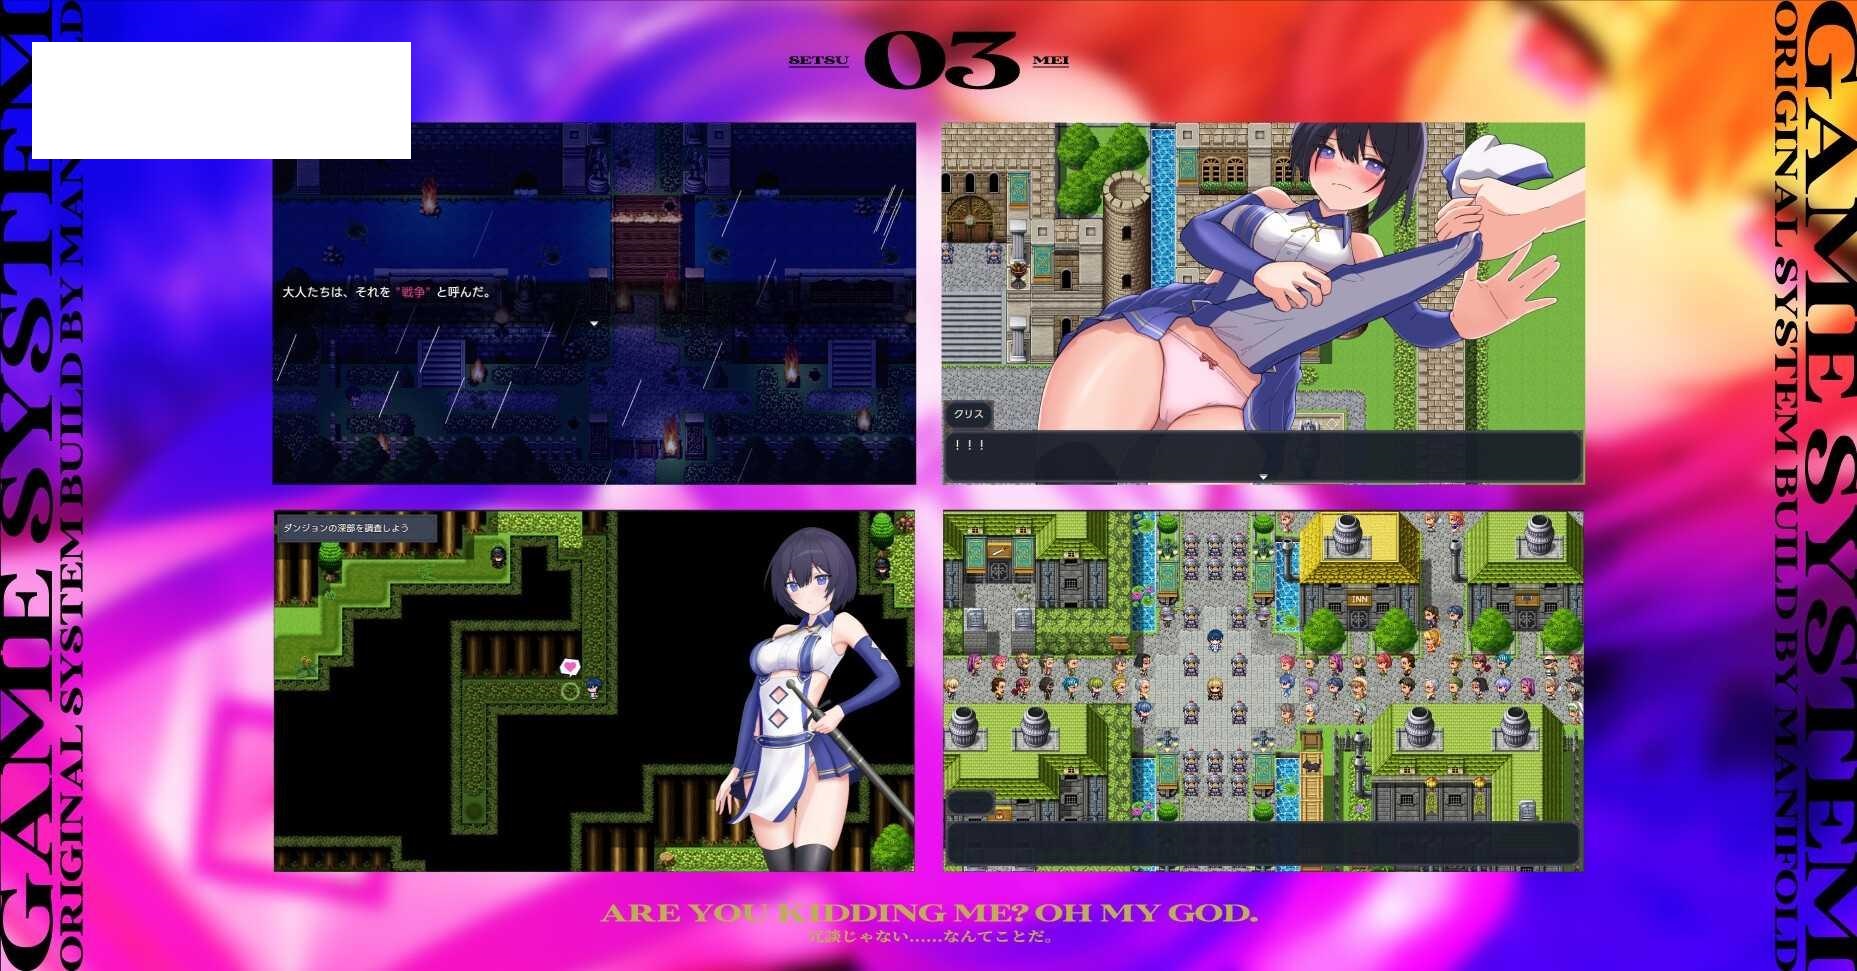 GAME SYSTEM
ORIGINAL SYSTEM BUILD BY MANIFOLD
SETSU 03 MEI
大人たちは、それを "戦争" と呼んだ。
クリス
!!!
ダンジョンの深部を調査しよう
INN
ARE YOU KIDDING ME? OH MY GOD.
冗談じゃない……なんてことだ。
GAME SYSTEM
ORIGINAL SYSTEM BUILD BY MANIFOLD